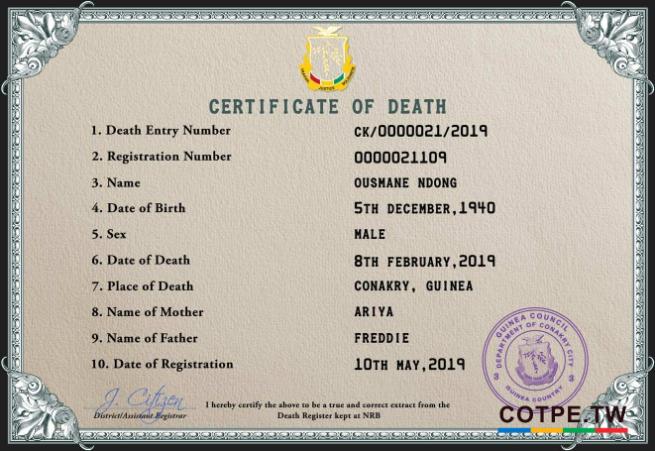 CERTIFICATE OF DEATH
1. Death Entry Number CK/0000021/2019
2. Registration Number 0000021109
3. Name OUSMANE NDONG
4. Date of Birth 5TH DECEMBER,1940
5. Sex MALE
6. Date of Death 8TH FEBRUARY,2019
7. Place of Death CONAKRY, GUINEA
8. Name of Mother ARIYA
9. Name of Father FREDDIE
10. Date of Registration 10TH MAY,2019
GUINEA COUNCIL
DEPARTMENT OF CONAKRY CITY
GUINEA COUNTRY
J. Citizen
District/Assistant Registrar
I hereby certify the above to be a true and correct extract from the
Death Register kept at NRB
COTPE.TW